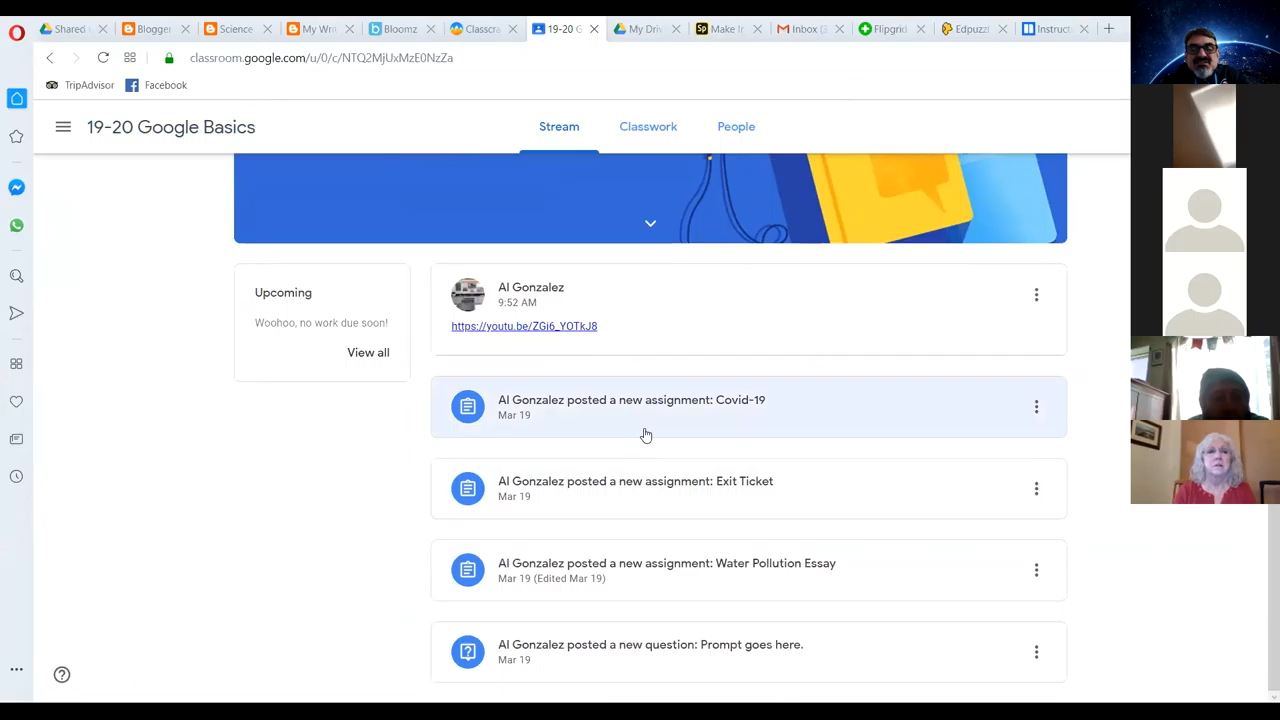 Shared
Blogger
Science
My Wri
Bloomz
Classcra
19-20 G
My Driv
Sp
Make Im
Inbox (3
Flipgrid
Edpuzzl
Instruct
classroom.google.com/u/0/c/NTQ2MjUxMzE0NzZa
TripAdvisor
Facebook
19-20 Google Basics
Stream
Classwork
People
Upcoming
Woohoo, no work due soon!
View all
Al Gonzalez
9:52 AM
https://youtu.be/ZGi6_YOTkJ8
Al Gonzalez posted a new assignment: Covid-19
Mar 19
Al Gonzalez posted a new assignment: Exit Ticket
Mar 19
Al Gonzalez posted a new assignment: Water Pollution Essay
Mar 19 (Edited Mar 19)
Al Gonzalez posted a new question: Prompt goes here.
Mar 19